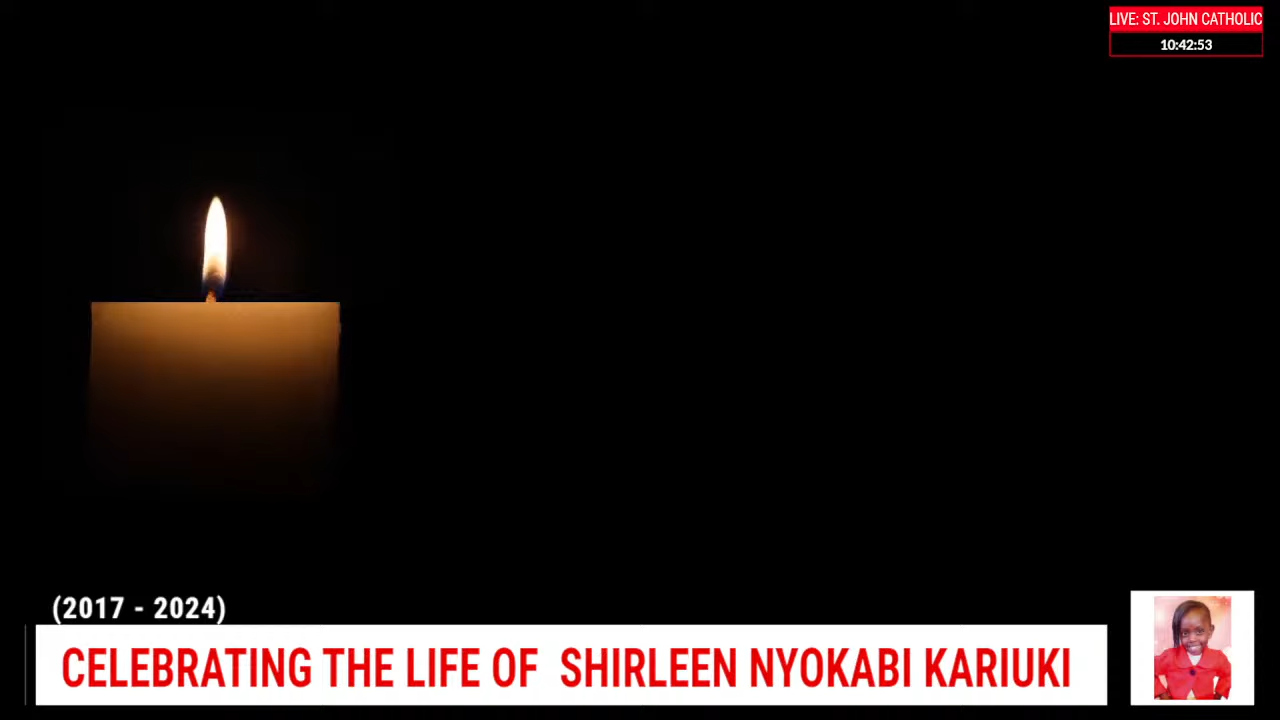 LIVE: ST. JOHN CATHOLIC
10:42:53
(2017 - 2024)
CELEBRATING THE LIFE OF SHIRLEEN NYOKABI KARIUKI